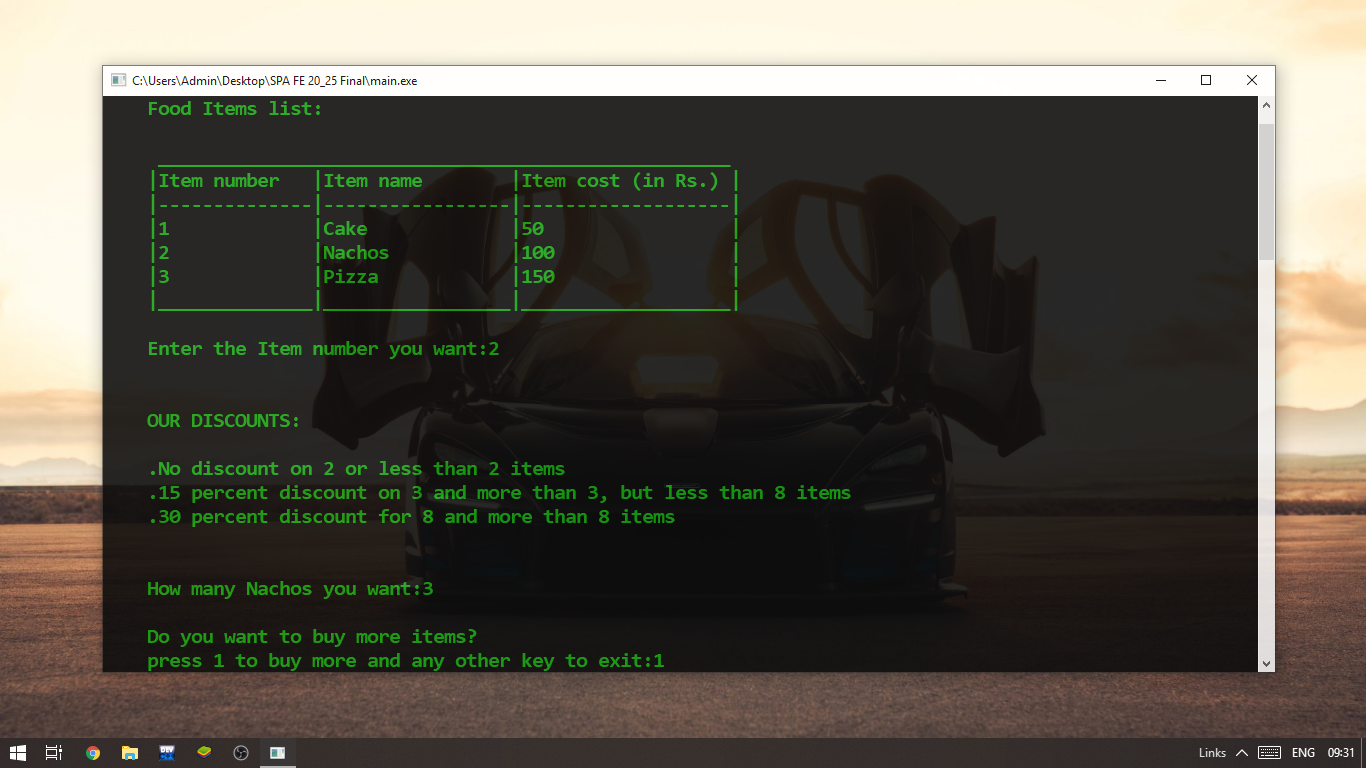 C:\Users\Admin\Desktop\SPA FE 20_25 Final\main.exe
Food Items list:
|Item number |Item name |Item cost (in Rs.) |
|--------------|-----------------|-------------------|
|1 |Cake |50 |
|2 |Nachos |100 |
|3 |Pizza |150 |
|______________|_________________|___________________|
Enter the Item number you want:2
OUR DISCOUNTS:
.No discount on 2 or less than 2 items
.15 percent discount on 3 and more than 3, but less than 8 items
.30 percent discount for 8 and more than 8 items
How many Nachos you want:3
Do you want to buy more items?
press 1 to buy more and any other key to exit:1
DEV
Links ENG 09:31